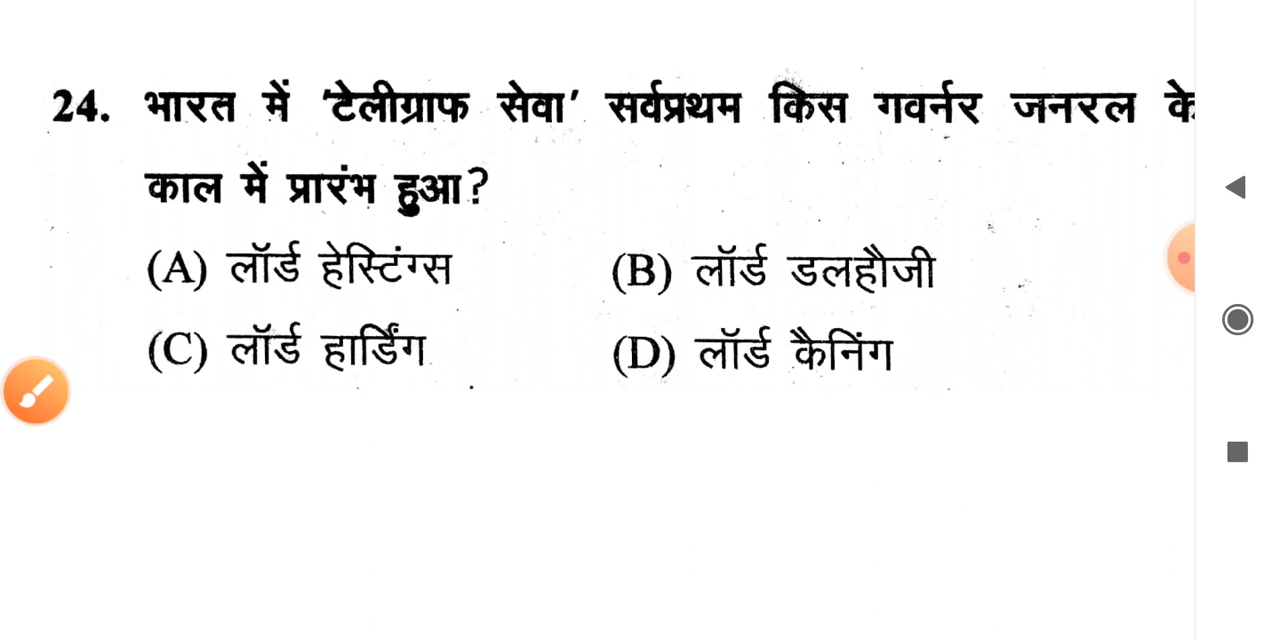 24. भारत में ‘टेलीग्राफ सेवा’ सर्वप्रथम किस गवर्नर जनरल के
काल में प्रारंभ हुआ?
(A) लॉर्ड हेस्टिंग्स (B) लॉर्ड डलहौजी
(C) लॉर्ड हार्डिंग (D) लॉर्ड कैनिंग